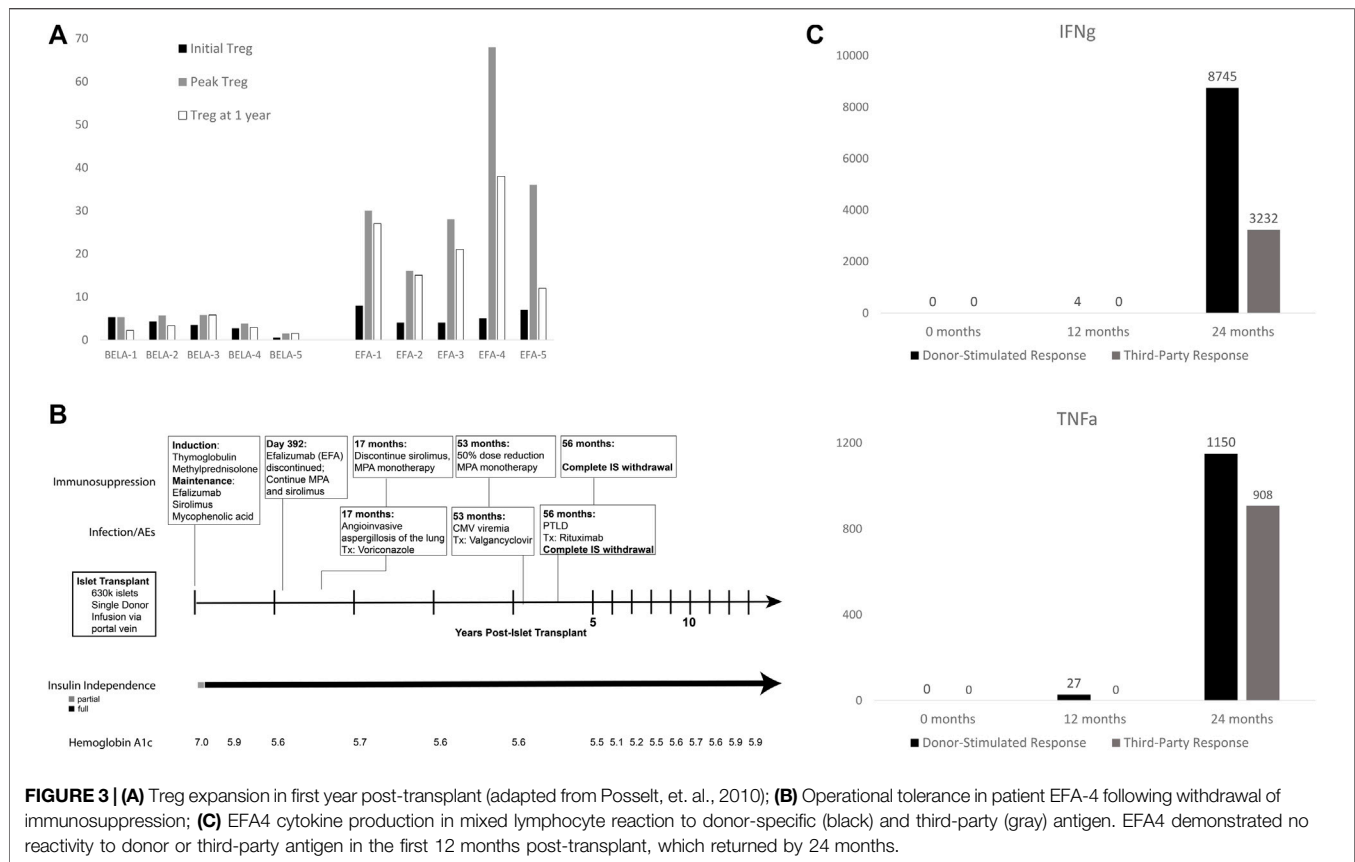 A
70
60
50
40
30
20
10
0
Initial Treg
Peak Treg
Treg at 1 year
BELA-1 BELA-2 BELA-3 BELA-4 BELA-5 EFA-1 EFA-2 EFA-3 EFA-4 EFA-5
B
Immunosuppression
Induction:
Thymoglobulin
Methylprednisolone
Maintenance:
Efalizumab
Sirolimus
Mycophenolic acid
Day 392:
Efalizumab (EFA)
discontinued;
Continue MPA
and sirolimus
17 months:
Discontinue sirolimus,
MPA monotherapy
53 months:
50% dose reduction
MPA monotherapy
56 months:
Complete IS withdrawal
Infection/AEs
17 months:
Angioinvasive
aspergillosis of the lung
Tx: Voriconazole
53 months:
CMV viremia
Tx: Valgancyclovir
56 months:
PTLD
Tx: Rituximab
Complete IS withdrawal
Islet Transplant
630k islets
Single Donor
Infusion via
portal vein
5 10
Years Post-Islet Transplant
Insulin Independence
partial
full
Hemoglobin A1c 7.0 5.9 5.6 5.7 5.6 5.6 5.5 5.1 5.2 5.5 5.6 5.7 5.6 5.9 5.9
C
IFNg
10000
8000
6000
4000
2000
0
0 0 4 0 8745 3232
0 months 12 months 24 months
Donor-Stimulated Response Third-Party Response
TNFa
1200
800
400
0
0 0 27 0 1150 908
0 months 12 months 24 months
Donor-Stimulated Response Third-Party Response
FIGURE 3 | (A) Treg expansion in first year post-transplant (adapted from Posselt, et. al., 2010); (B) Operational tolerance in patient EFA-4 following withdrawal of
immunosuppression; (C) EFA4 cytokine production in mixed lymphocyte reaction to donor-specific (black) and third-party (gray) antigen. EFA4 demonstrated no
reactivity to donor or third-party antigen in the first 12 months post-transplant, which returned by 24 months.